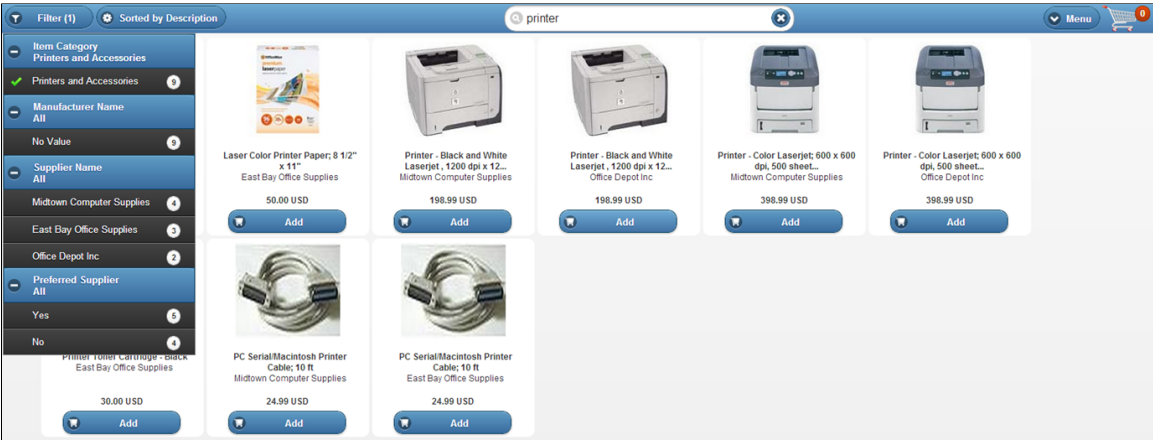 Filter (1)
Sorted by Description
printer
Menu
0
Item Category
Printers and Accessories
Printers and Accessories
9
Manufacturer Name
All
No Value
9
Supplier Name
All
Midtown Computer Supplies
4
East Bay Office Supplies
3
Office Depot Inc
2
Preferred Supplier
All
Yes
5
No
4
OfficeMax
premium
laserpaper
Laser Color Printer Paper; 8 1/2"
x 11"
East Bay Office Supplies
50.00 USD
Add
Printer - Black and White
Laserjet , 1200 dpi x 12...
Midtown Computer Supplies
198.99 USD
Add
Printer - Black and White
Laserjet , 1200 dpi x 12...
Office Depot Inc
198.99 USD
Add
Printer - Color Laserjet; 600 x 600
dpi, 500 sheet...
Midtown Computer Supplies
398.99 USD
Add
Printer - Color Laserjet; 600 x 600
dpi, 500 sheet...
Office Depot Inc
398.99 USD
Add
Printer Toner Cartridge - Black
East Bay Office Supplies
30.00 USD
Add
PC Serial/Macintosh Printer
Cable; 10 ft
Midtown Computer Supplies
24.99 USD
Add
PC Serial/Macintosh Printer
Cable; 10 ft
East Bay Office Supplies
24.99 USD
Add